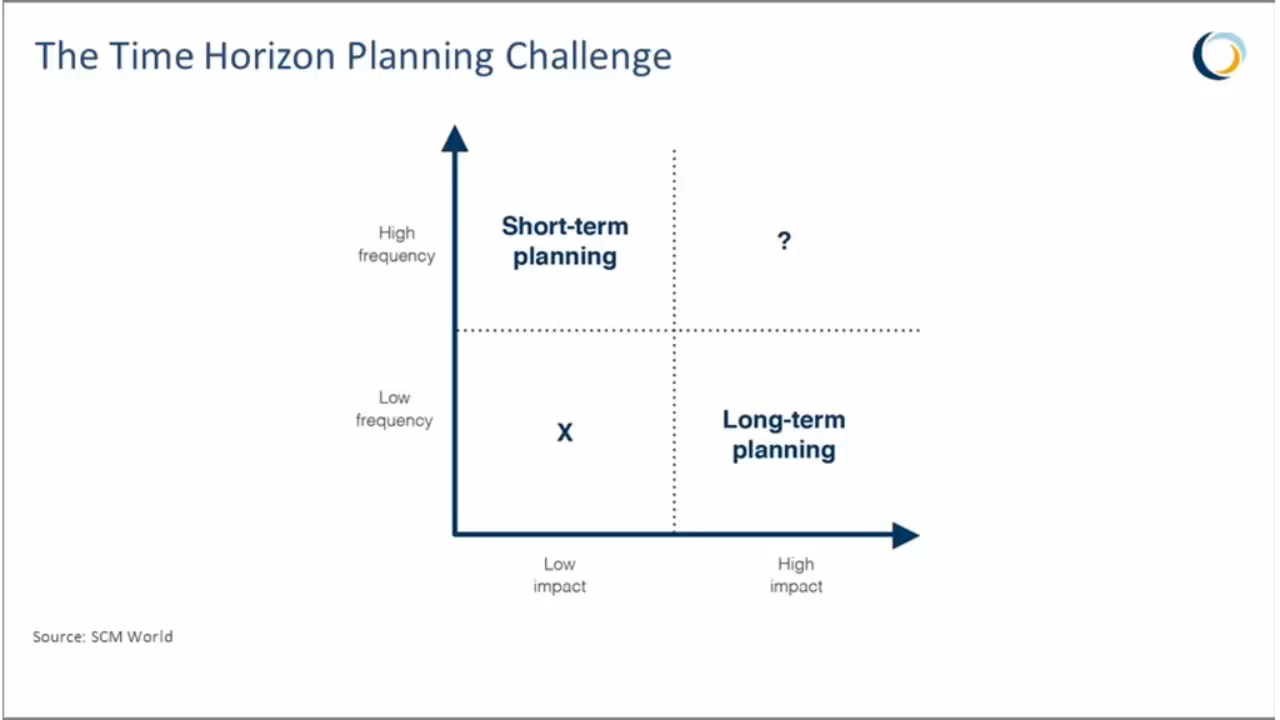 The Time Horizon Planning Challenge
High
frequency
Short-term
planning
?
Low
frequency
X
Long-term
planning
Low
impact
High
impact
Source: SCM World